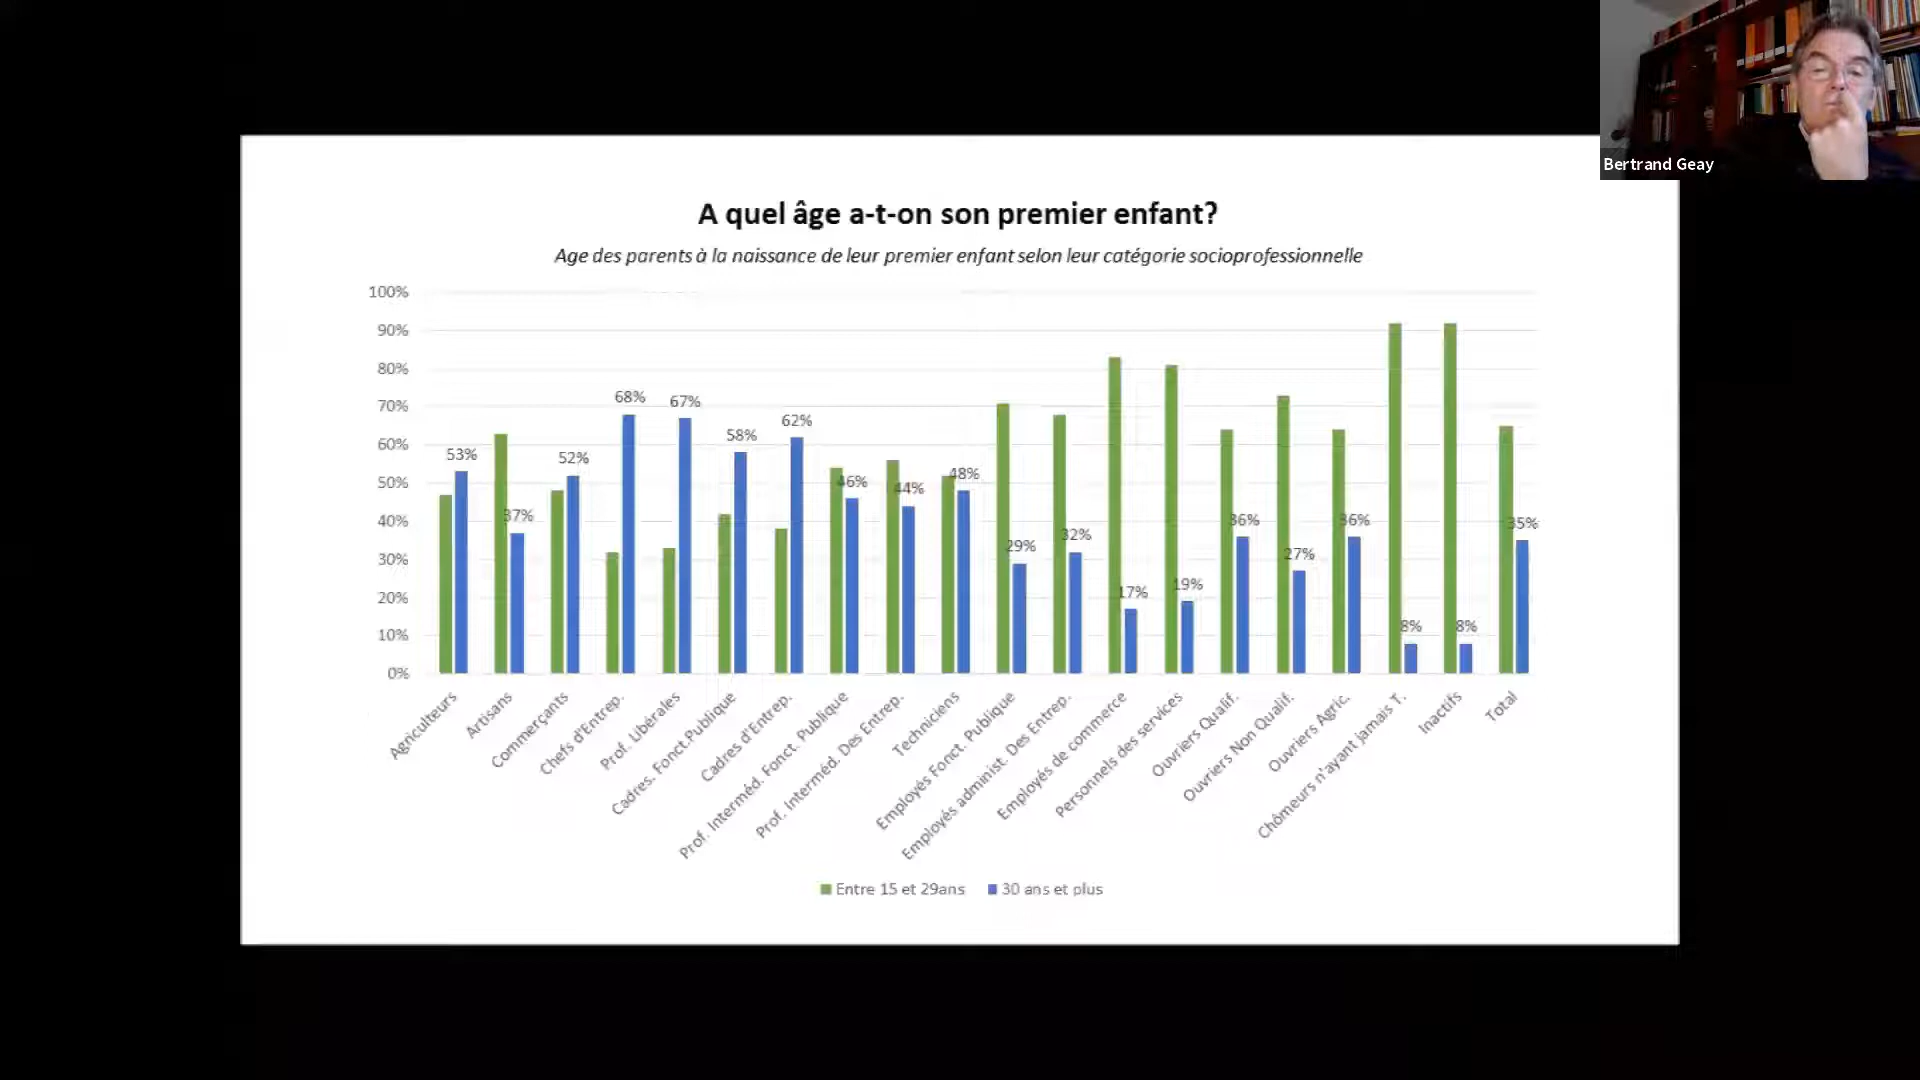 Bertrand Geay
A quel âge a-t-on son premier enfant?
Age des parents à la naissance de leur premier enfant selon leur catégorie socioprofessionnelle
100%
90%
80%
70%
60%
50%
40%
30%
20%
10%
0%
53%
37%
52%
68%
67%
58%
62%
46%
44%
48%
29%
32%
17%
19%
36%
27%
36%
8%
8%
35%
Agriculteurs
Artisans
Commerçants
Chefs d'Entrep.
Prof. Libérales
Cadres. Fonct.Publique
Cadres d'Entrep.
Prof. Interméd. Fonct. Publique
Prof. Interméd. Des Entrep.
Techniciens
Employés Fonct. Publique
Employés administ. Des Entrep.
Employés de commerce
Personnels des services
Ouvriers Qualif.
Ouvriers Non Qualif.
Ouvriers Agric.
Chômeurs n'ayant jamais T.
Inactifs
Total
Entre 15 et 29ans
30 ans et plus